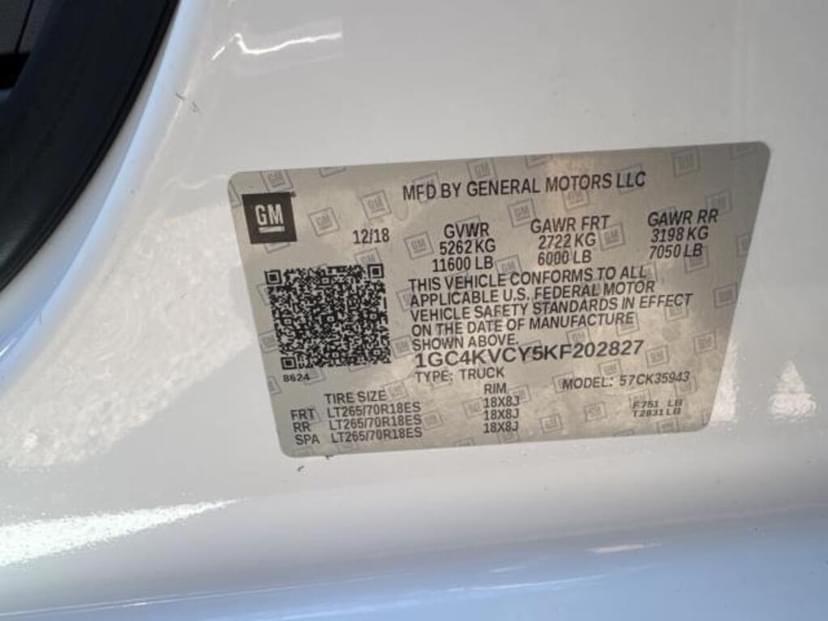 MFD BY GENERAL MOTORS LLC
GM
12/18
GVWR GAWR FRT GAWR RR
5262 KG 2722 KG 3198 KG
11600 LB 6000 LB 7050 LB
THIS VEHICLE CONFORMS TO ALL
APPLICABLE U.S. FEDERAL MOTOR
VEHICLE SAFETY STANDARDS IN EFFECT
ON THE DATE OF MANUFACTURE
SHOWN ABOVE.
1GC4KVCY5KF202827
8624
TYPE: TRUCK MODEL: 57CK35943
TIRE SIZE RIM
FRT LT265/70R18ES 18X8J
RR LT265/70R18ES 18X8J
SPA LT265/70R18ES 18X8J
F.751 LB
T2831LB